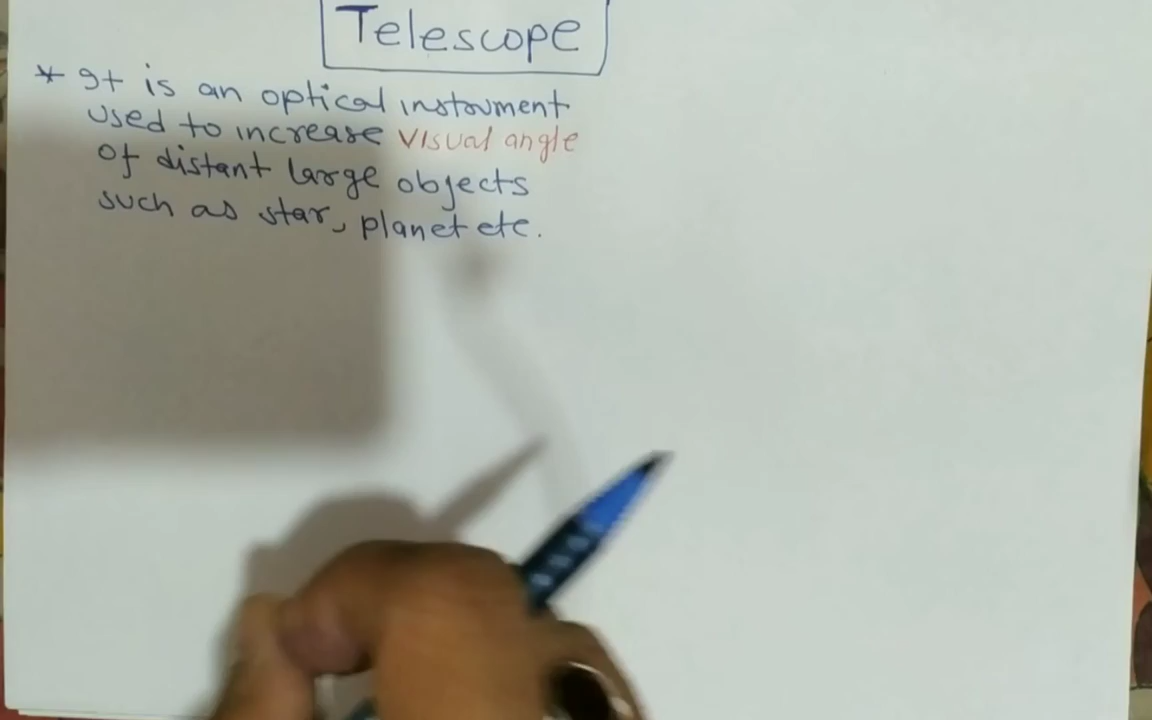 Telescope
* It is an optical instrument
used to increase visual angle
of distant large objects
such as star, planet etc.